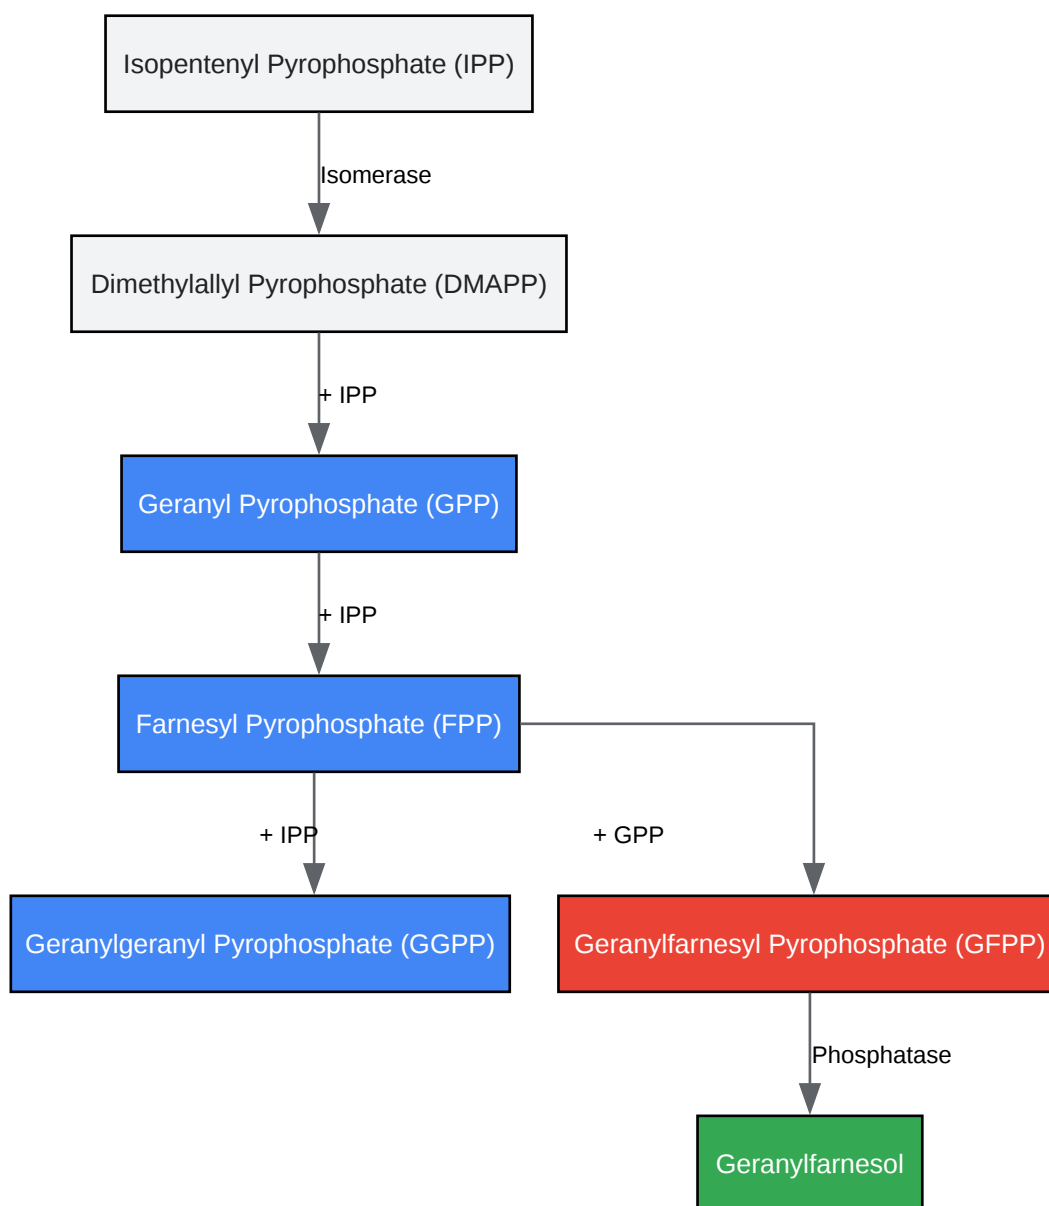 Isopentenyl Pyrophosphate (IPP)
Isomerase
Dimethylallyl Pyrophosphate (DMAPP)
+ IPP
Geranyl Pyrophosphate (GPP)
+ IPP
Farnesyl Pyrophosphate (FPP)
+ IPP
+ GPP
Geranylgeranyl Pyrophosphate (GGPP)
Geranylfarnesyl Pyrophosphate (GFPP)
Phosphatase
Geranylfarnesol